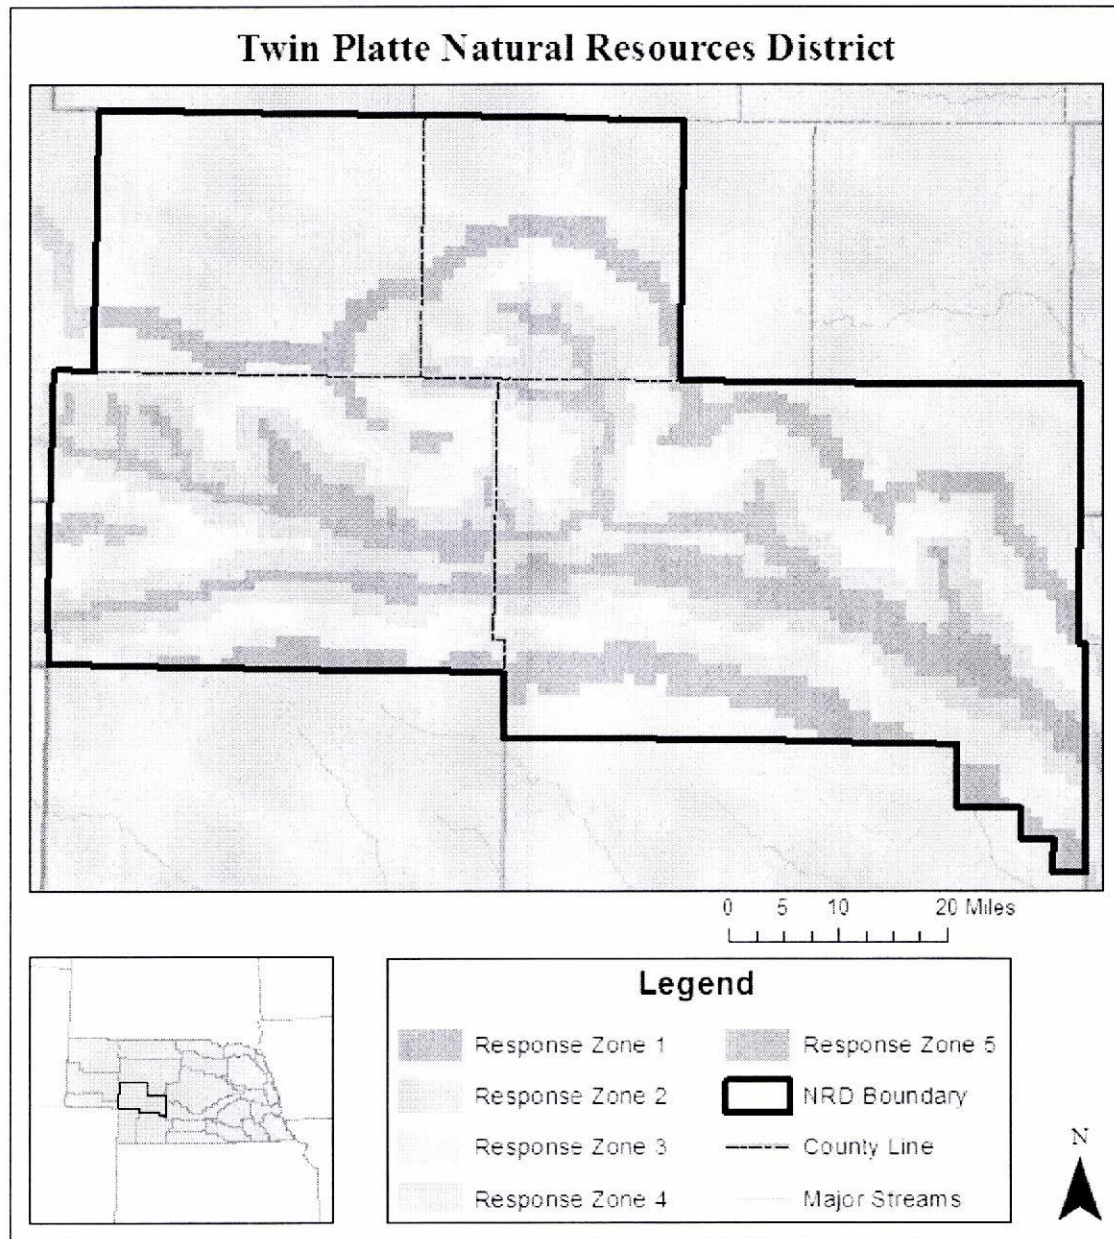 Twin Platte Natural Resources District
0 5 10 20 Miles
Legend
Response Zone 1
Response Zone 2
Response Zone 3
Response Zone 4
Response Zone 5
NRD Boundary
County Line
Major Streams
N